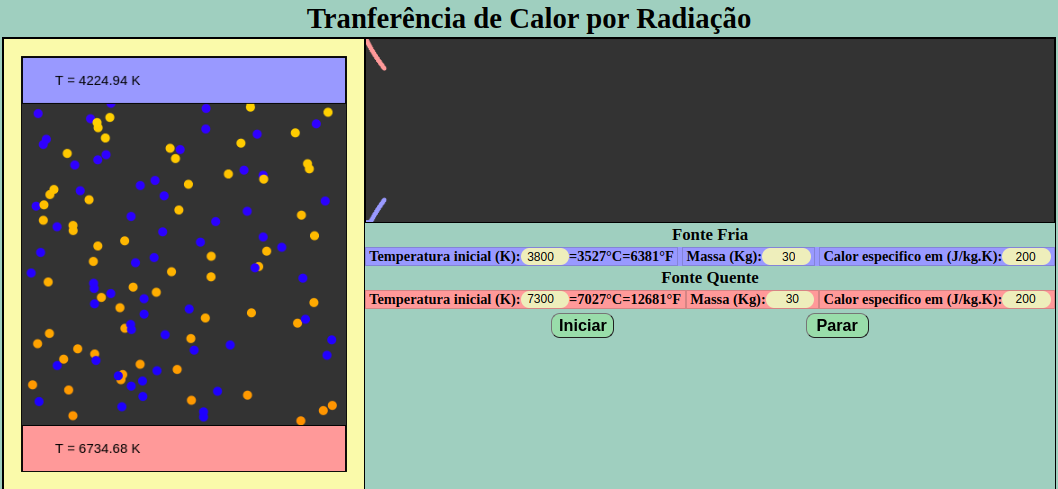 Tranferência de Calor por Radiação
T = 4224.94 K
Fonte Fria
Temperatura inicial (K): 3800 =3527°C=6381°F Massa (Kg): 30 Calor especifico em (J/kg.K): 200
Fonte Quente
Temperatura inicial (K): 7300 =7027°C=12681°F Massa (Kg): 30 Calor especifico em (J/kg.K): 200
Iniciar Parar
T = 6734.68 K